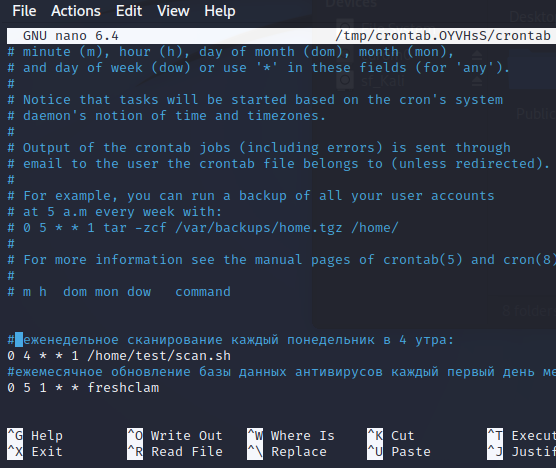 File Actions Edit View Help
GNU nano 6.4 /tmp/crontab.OYVHsS/crontab
# minute (m), hour (h), day of month (dom), month (mon),
# and day of week (dow) or use '*' in these fields (for 'any').
#
# Notice that tasks will be started based on the cron's system
# daemon's notion of time and timezones.
#
# Output of the crontab jobs (including errors) is sent through
# email to the user the crontab file belongs to (unless redirected).
#
# For example, you can run a backup of all your user accounts
# at 5 a.m every week with:
# 0 5 * * 1 tar -zcf /var/backups/home.tgz /home/
#
# For more information see the manual pages of crontab(5) and cron(8)
#
# m h dom mon dow command
#еженедельное сканирование каждый понедельник в 4 утра:
0 4 * * 1 /home/test/scan.sh
#ежемесячное обновление базы данных антивирусов каждый первый день ме
0 5 1 * * freshclam
^G Help ^O Write Out ^W Where Is ^K Cut ^T Execut
^X Exit ^R Read File ^\ Replace ^U Paste ^J Justif